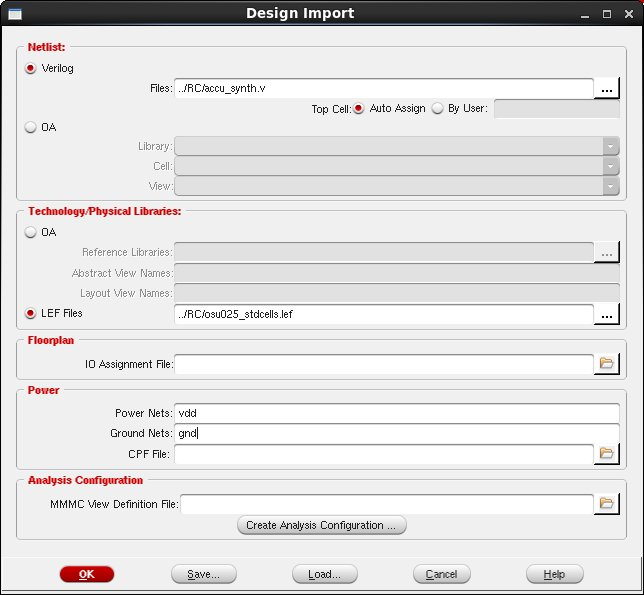 Design Import
Netlist:
Verilog
Files: ../RC/accu_synth.v ...
Top Cell: Auto Assign By User:
OA
Library:
Cell:
View:
Technology/Physical Libraries:
OA
Reference Libraries: ...
Abstract View Names:
Layout View Names:
LEF Files ../RC/osu025_stdcells.lef ...
Floorplan
IO Assignment File:
Power
Power Nets: vdd
Ground Nets: gnd
CPF File:
Analysis Configuration
MMMC View Definition File:
Create Analysis Configuration ...
OK Save... Load... Cancel Help